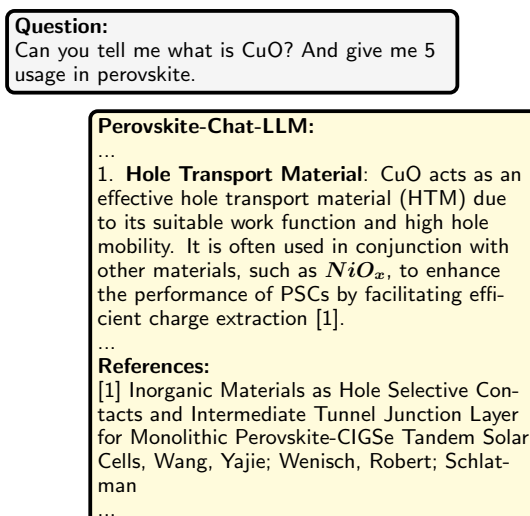 Question:
Can you tell me what is CuO? And give me 5
usage in perovskite.
Perovskite-Chat-LLM:
...
1. Hole Transport Material: CuO acts as an
effective hole transport material (HTM) due
to its suitable work function and high hole
mobility. It is often used in conjunction with
other materials, such as NiOₓ, to enhance
the performance of PSCs by facilitating effi-
cient charge extraction [1].
...
References:
[1] Inorganic Materials as Hole Selective Con-
tacts and Intermediate Tunnel Junction Layer
for Monolithic Perovskite-CIGSe Tandem Solar
Cells, Wang, Yajie; Wenisch, Robert; Schlat-
man
...